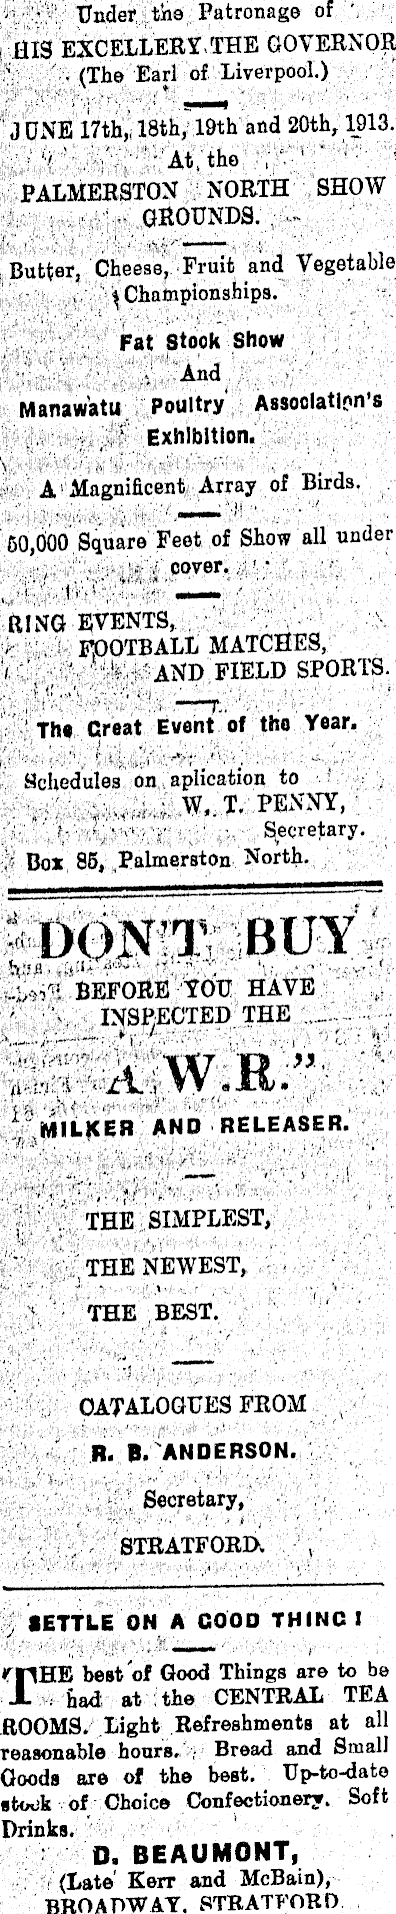 Under the Patronage of
HIS EXCELLERY THE GOVERNOR
(The Earl of Liverpool.)
JUNE 17th, 18th, 19th and 20th, 1913.
At the
PALMERSTON NORTH SHOW
GROUNDS.
Butter, Cheese, Fruit and Vegetable
Championships.
Fat Stock Show
And
Manawatu Poultry Association's
Exhibition.
A Magnificent Array of Birds.
50,000 Square Feet of Show all under
cover.
RING EVENTS,
FOOTBALL MATCHES,
AND FIELD SPORTS.
The Great Event of the Year.
Schedules on aplication to
W. T. PENNY,
Secretary.
Box 85, Palmerston North.
DON'T BUY
BEFORE YOU HAVE
INSPECTED THE
A.W.R."
MILKER AND RELEASER.
THE SIMPLEST,
THE NEWEST,
THE BEST.
CATALOGUES FROM
R. B. ANDERSON.
Secretary,
STRATFORD.
SETTLE ON A GOOD THING!
THE best of Good Things are to be
had at the CENTRAL TEA
ROOMS. Light Refreshments at all
reasonable hours. Bread and Small
Goods are of the best. Up-to-date
stock of Choice Confectionery. Soft
Drinks.
D. BEAUMONT,
(Late Kerr and McBain),
BROADWAY, STRATFORD.